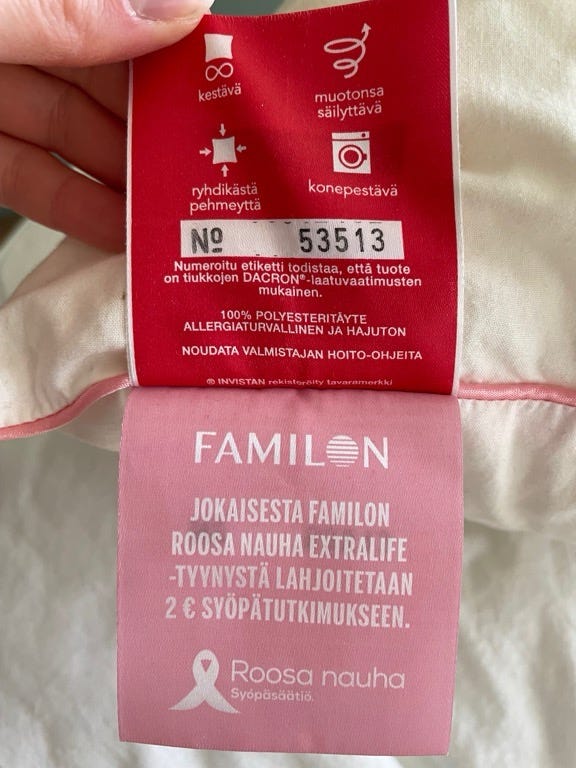 kestävä
muotonsa
säilyttävä
ryhdikästä
pehmeyttä
konepestävä
Nº 53513
Numeroitu etiketti todistaa, että tuote
on tiukkojen DACRON®-laatuvaatimusten
mukainen.
100% POLYESTERITÄYTE
ALLERGIATURVALLINEN JA HAJUTON
NOUDATA VALMISTAJAN HOITO-OHJEITA
® INVISTAN rekisteröity tavaramerkki
FAMILON
JOKAISESTA FAMILON
ROOSA NAUHA EXTRALIFE
-TYYNYSTÄ LAHJOITETAAN
2 € SYÖPÄTUTKIMUKSEEN.
Roosa nauha
Syöpäsäätiö.